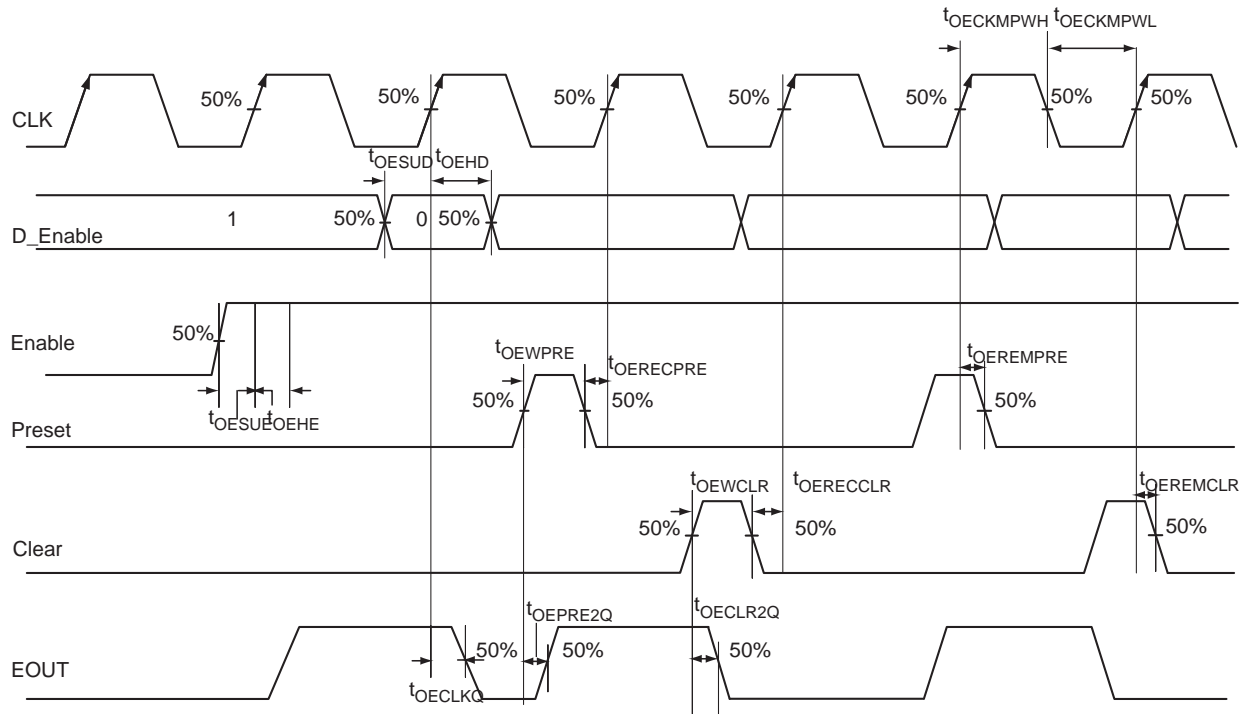 tOECKMPWH tOECKMPWL
CLK
50%
50%
50%
50%
50%
50%
50%
tOESUD tOEHD
D_Enable
1
50%
0
50%
Enable
50%
tOESUE tOEHE
tOEWPRE
tOERECPRE
tOEREMPRE
Preset
50%
50%
50%
tOEWCLR
tOERECCLR
tOEREMCLR
Clear
50%
50%
50%
tOEPRE2Q
tOECLR2Q
EOUT
50%
50%
50%
tOECLKQ